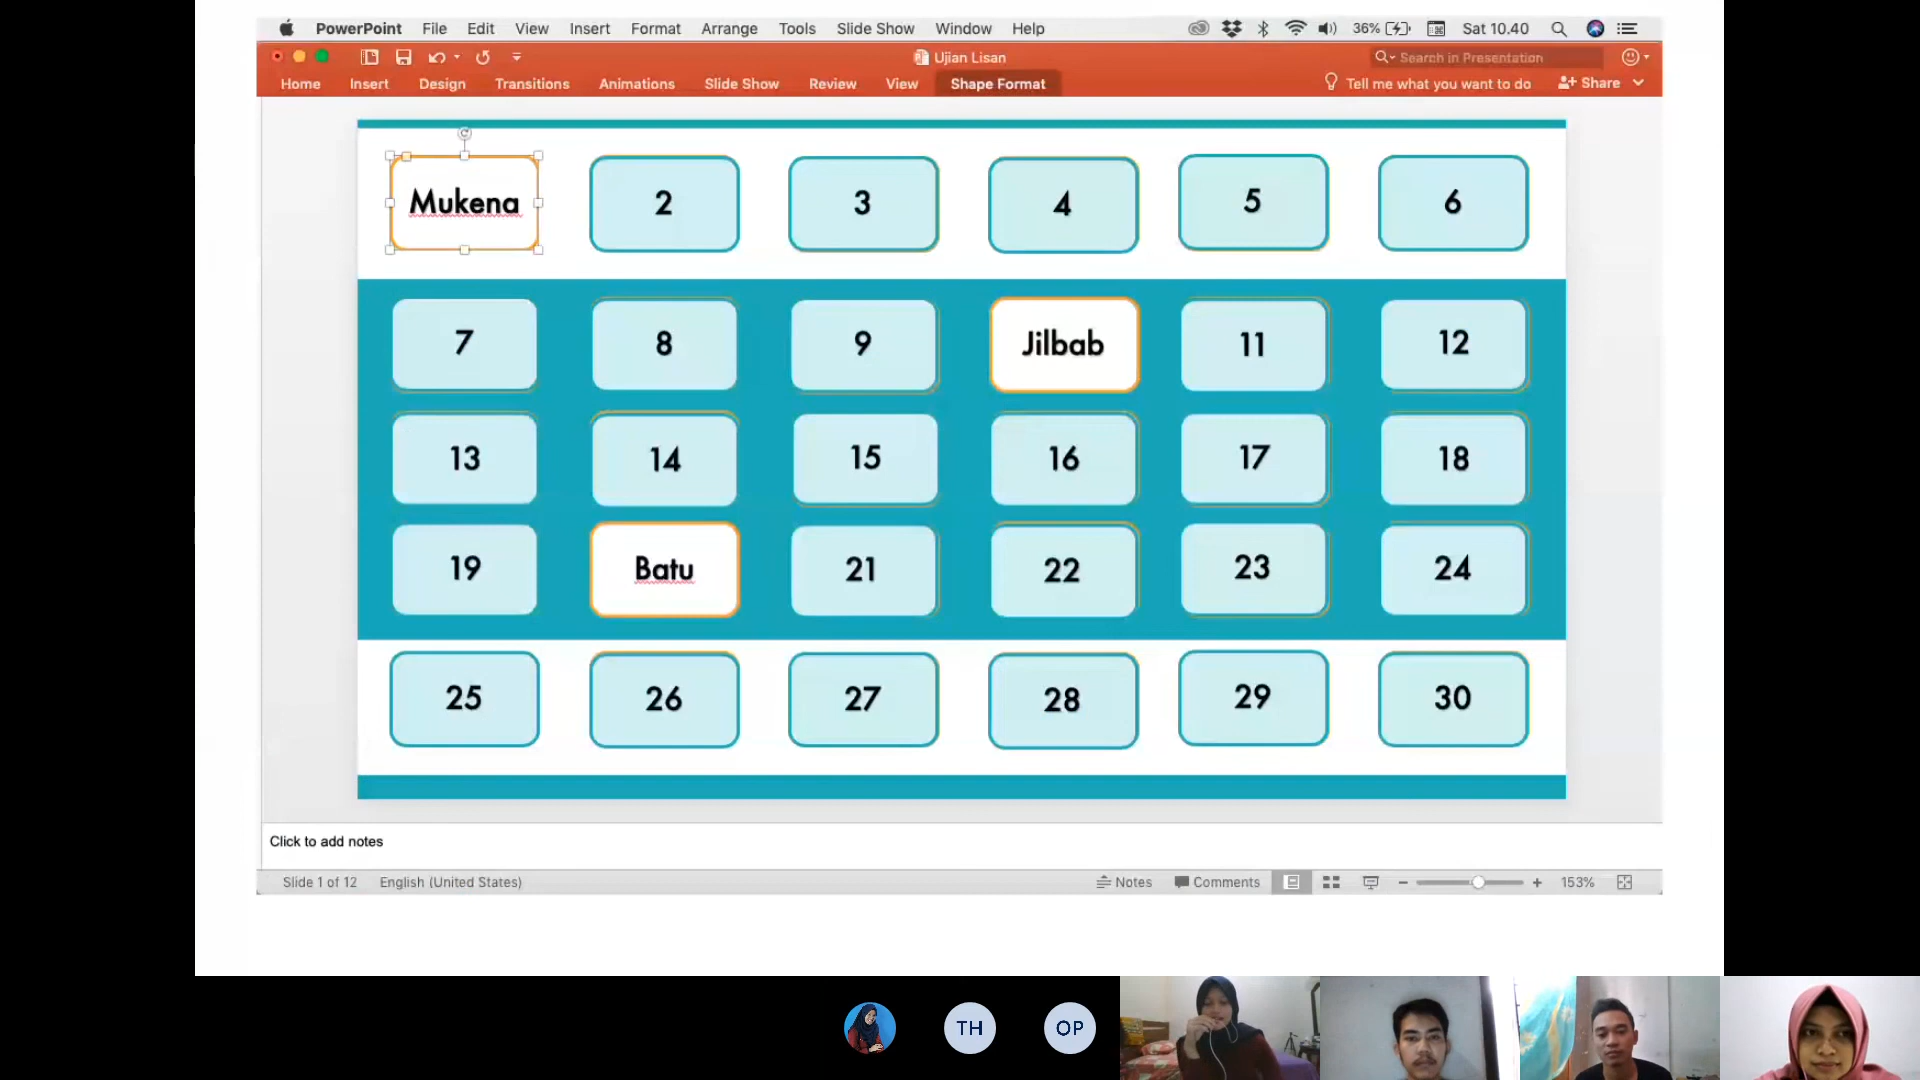 PowerPoint File Edit View Insert Format Arrange Tools Slide Show Window Help 36% Sat 10.40
Ujian Lisan Search in Presentation
Home Insert Design Transitions Animations Slide Show Review View Shape Format Tell me what you want to do Share
Mukena 2 3 4 5 6
7 8 9 Jilbab 11 12
13 14 15 16 17 18
19 Batu 21 22 23 24
25 26 27 28 29 30
Click to add notes
Slide 1 of 12 English (United States) Notes Comments 153%
TH OP